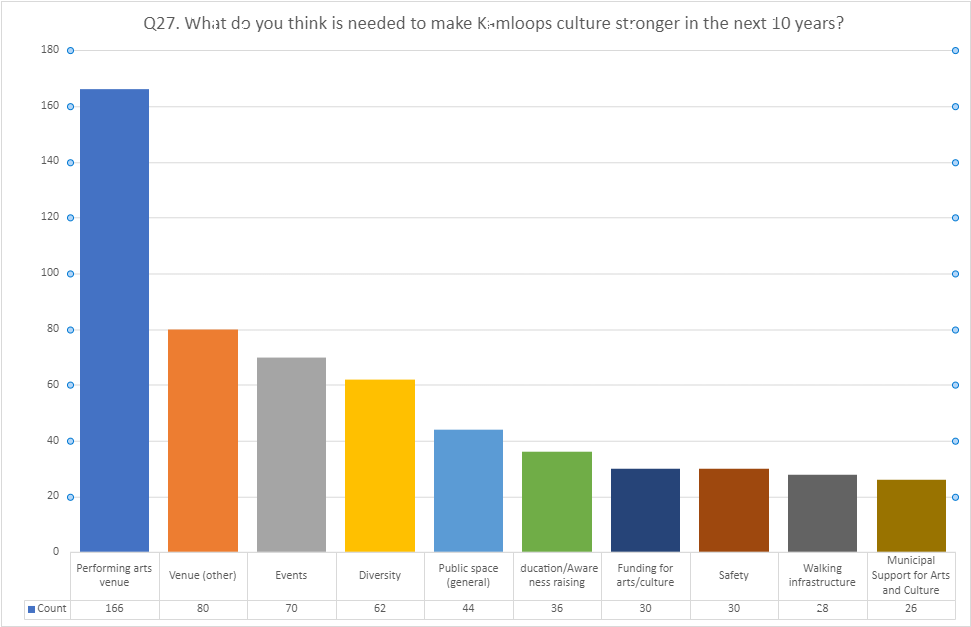 Q27. What do you think is needed to make Kamloops culture stronger in the next 10 years?
180
160
140
120
100
80
60
40
20
0
Performing arts
venue
Venue (other)
Events
Diversity
Public space
(general)
ducation/Aware
ness raising
Funding for
arts/culture
Safety
Walking
infrastructure
Municipal
Support for Arts
and Culture
Count 166 80 70 62 44 36 30 30 28 26